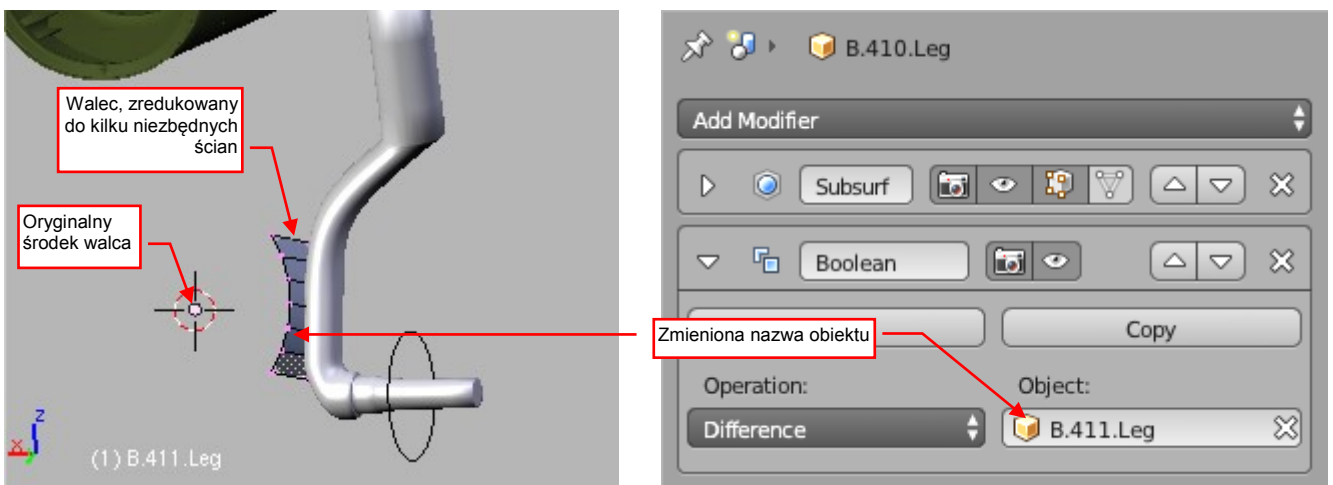 Walec, zredukowany
do kilku niezbędnych
ścian
Oryginalny
środek walca
z
x
(1) B.411.Leg
B.410.Leg
Add Modifier
Subsurf
Boolean
Zmieniona nazwa obiektu
Copy
Operation:
Object:
Difference
B.411.Leg